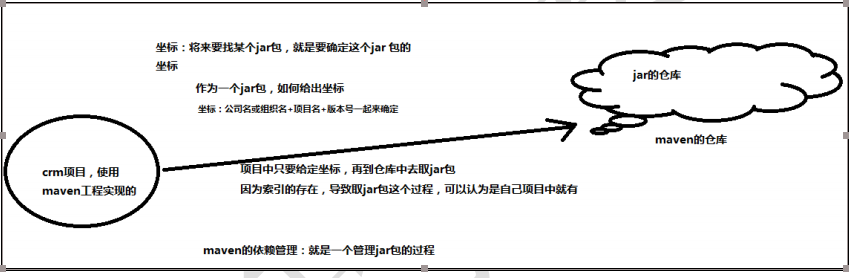 坐标：将来要找某个jar包，就是要确定这个jar 包的
坐标
作为一个jar包，如何给出坐标
坐标：公司名或组织名+项目名+版本号一起来确定
jar的仓库
maven的仓库
crm项目，使用
maven工程实现的
项目中只要给定坐标，再到仓库中去取jar包
因为索引的存在，导致取jar包这个过程，可以认为是自己项目中就有
maven的依赖管理：就是一个管理jar包的过程